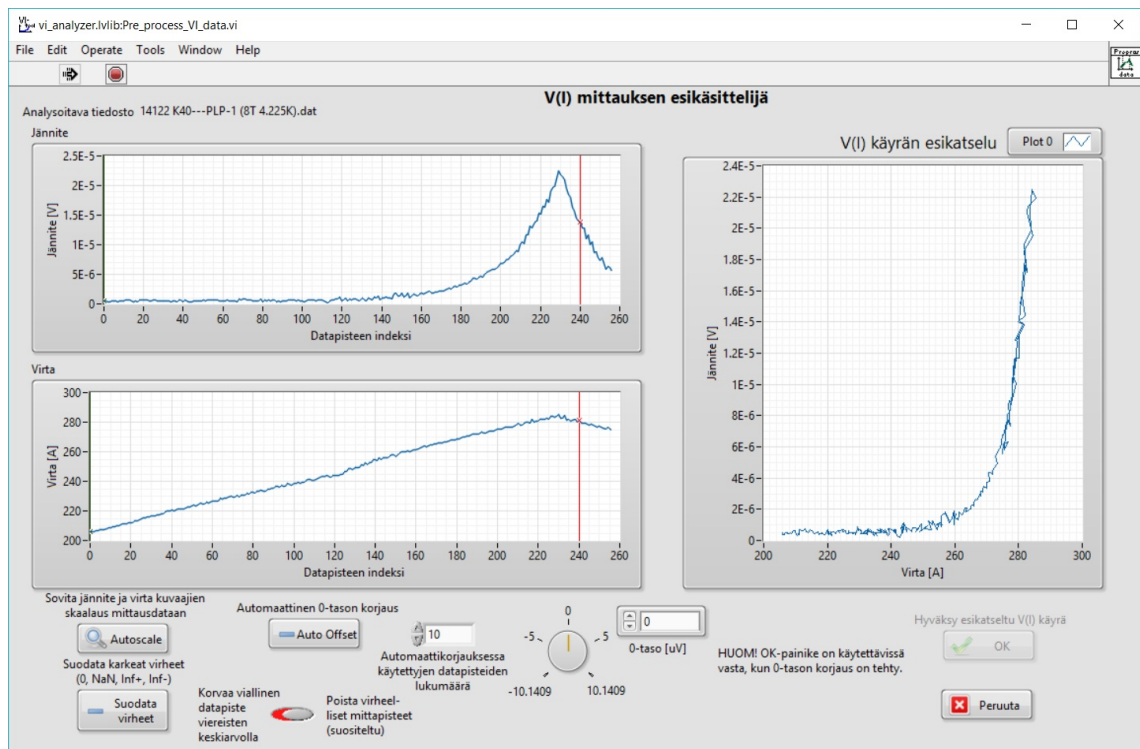 vi_analyzer.lvlib:Pre_process_VI_data.vi
File Edit Operate Tools Window Help
V(I) mittauksen esikäsittelijä
Analysoitava tiedosto 14122 K40---PLP-1 (8T 4.225K).dat
Jännite
2.5E-5
2E-5
1.5E-5
1E-5
5E-6
0
Jännite [V]
0 20 40 60 80 100 120 140 160 180 200 220 240 260
Datapisteen indeksi
Virta
300
280
260
240
220
200
Virta [A]
0 20 40 60 80 100 120 140 160 180 200 220 240 260
Datapisteen indeksi
V(I) käyrän esikatselu
Plot 0
2.4E-5
2.2E-5
2E-5
1.8E-5
1.6E-5
1.4E-5
1.2E-5
1E-5
8E-6
6E-6
4E-6
2E-6
0
Jännite [V]
200 220 240 260 280 300
Virta [A]
Sovita jännite ja virta kuvaajien
skaalaus mittausdataan
Autoscale
Suodata karkeat virheet
(0, NaN, Inf+, Inf-)
Suodata
virheet
Automaattinen 0-tason korjaus
Auto Offset
10
Automaattikorjauksessa
käytettyjen datapisteiden
lukumäärä
Korvaa viallinen
datapiste
viereisten
keskiarvolla
Poista virheel-
liset mittapisteet
(suositeltu)
0
-5
5
-10.1409
10.1409
0
0-taso [uV]
HUOM! OK-painike on käytettävissä
vasta, kun 0-tason korjaus on tehty.
Hyväksy esikatseltu V(I) käyrä
OK
Peruuta